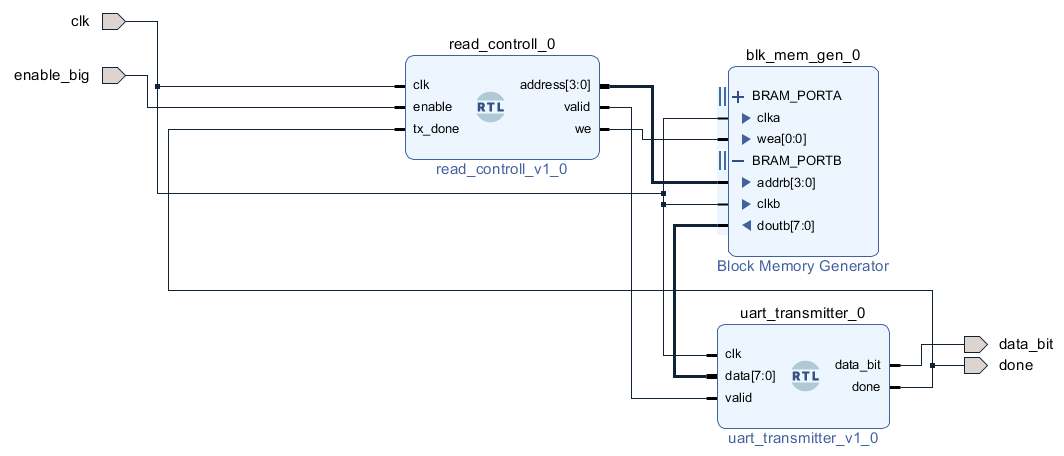 clk
enable_big
read_controll_0
clk
enable
tx_done
RTL
address[3:0]
valid
we
read_controll_v1_0
blk_mem_gen_0
BRAM_PORTA
clka
wea[0:0]
BRAM_PORTB
addrb[3:0]
clkb
doutb[7:0]
Block Memory Generator
uart_transmitter_0
clk
data[7:0]
valid
RTL
data_bit
done
uart_transmitter_v1_0
data_bit
done